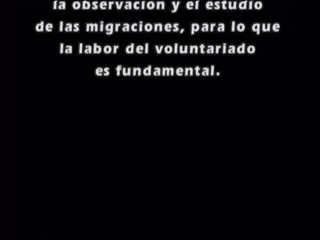 la observación y el estudio
de las migraciones, para lo que
la labor del voluntariado
es fundamental.